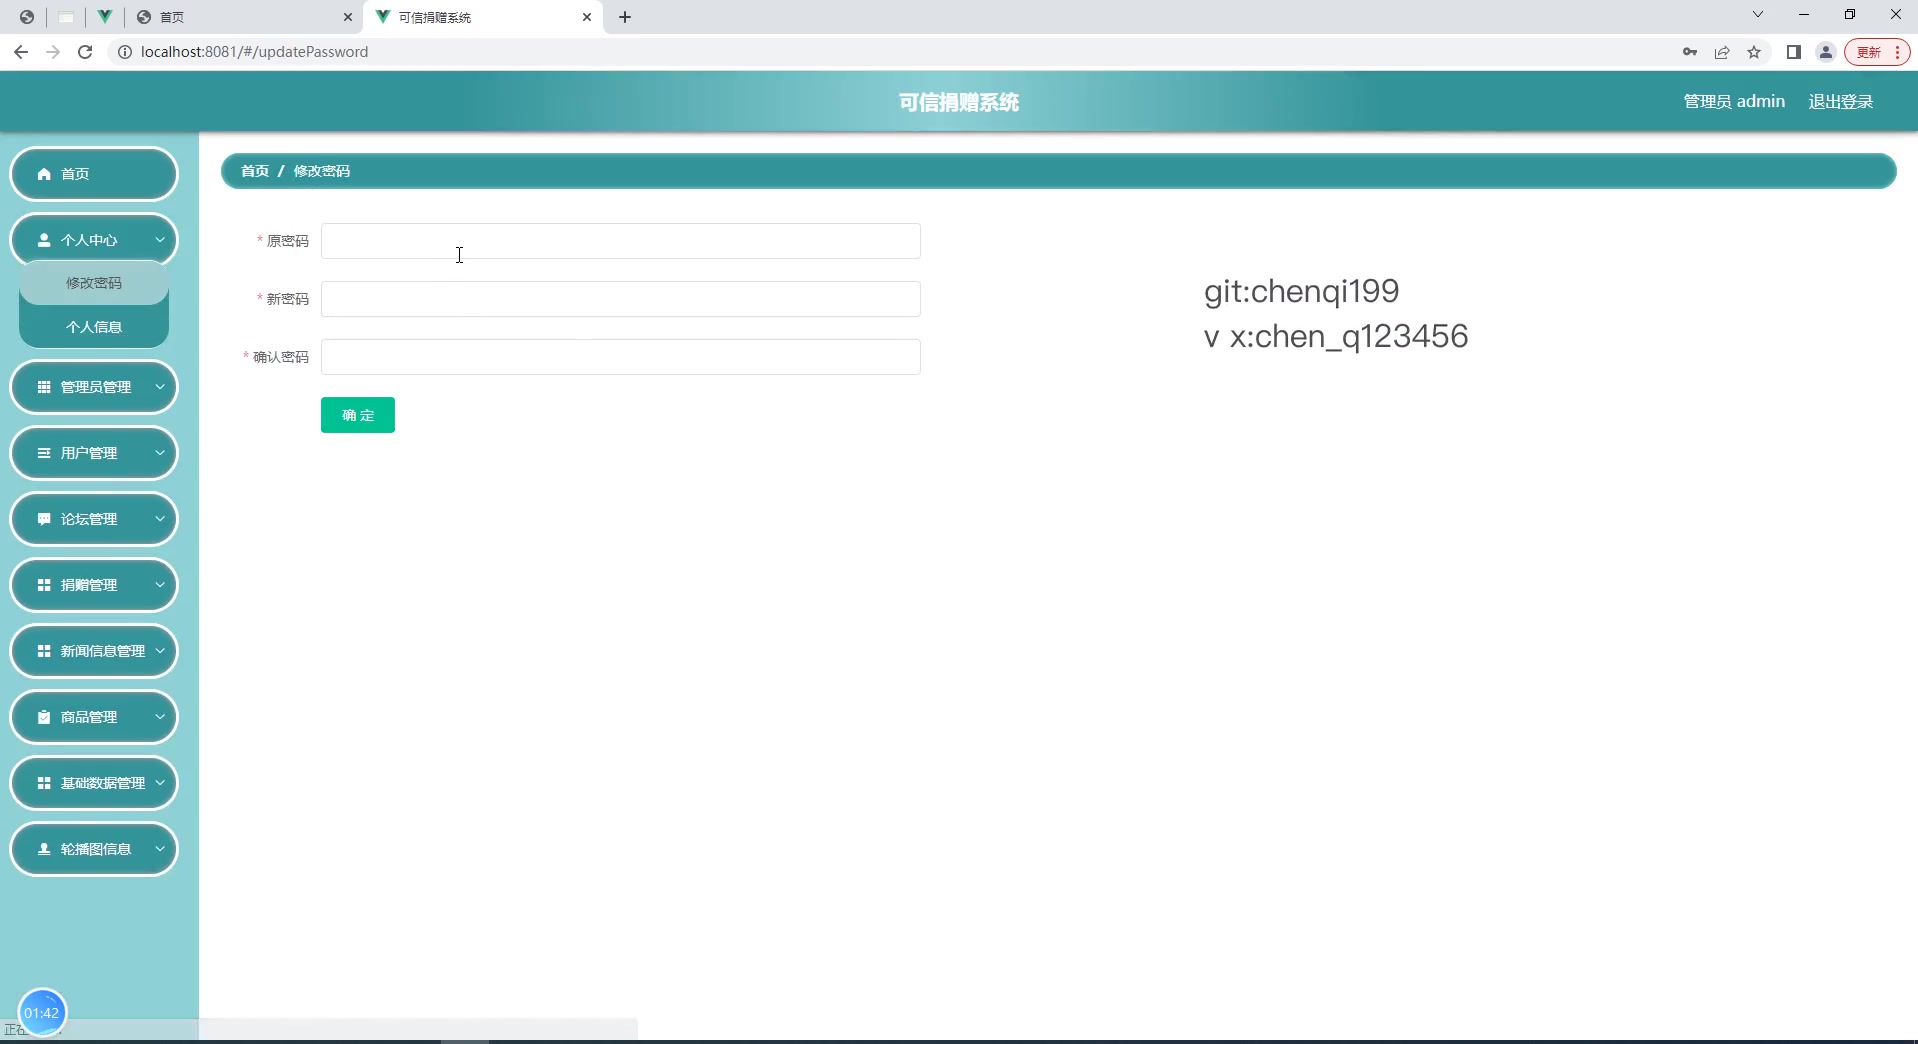 首页
可信捐赠系统
localhost:8081/#/updatePassword
更新
可信捐赠系统
管理员 admin
退出登录
首页
个人中心
修改密码
个人信息
管理员管理
用户管理
论坛管理
捐赠管理
新闻信息管理
商品管理
基础数据管理
轮播图信息
首页 / 修改密码
* 原密码
* 新密码
* 确认密码
确 定
git:chenqi199
v x:chen_q123456
01:42